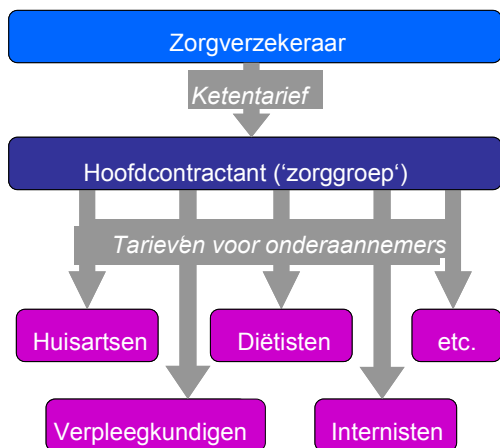 Zorgverzekeraar
Ketentarief
Hoofdcontractant (‘zorggroep‘)
Tarieven voor onderaannemers
Huisartsen
Diëtisten
etc.
Verpleegkundigen
Internisten